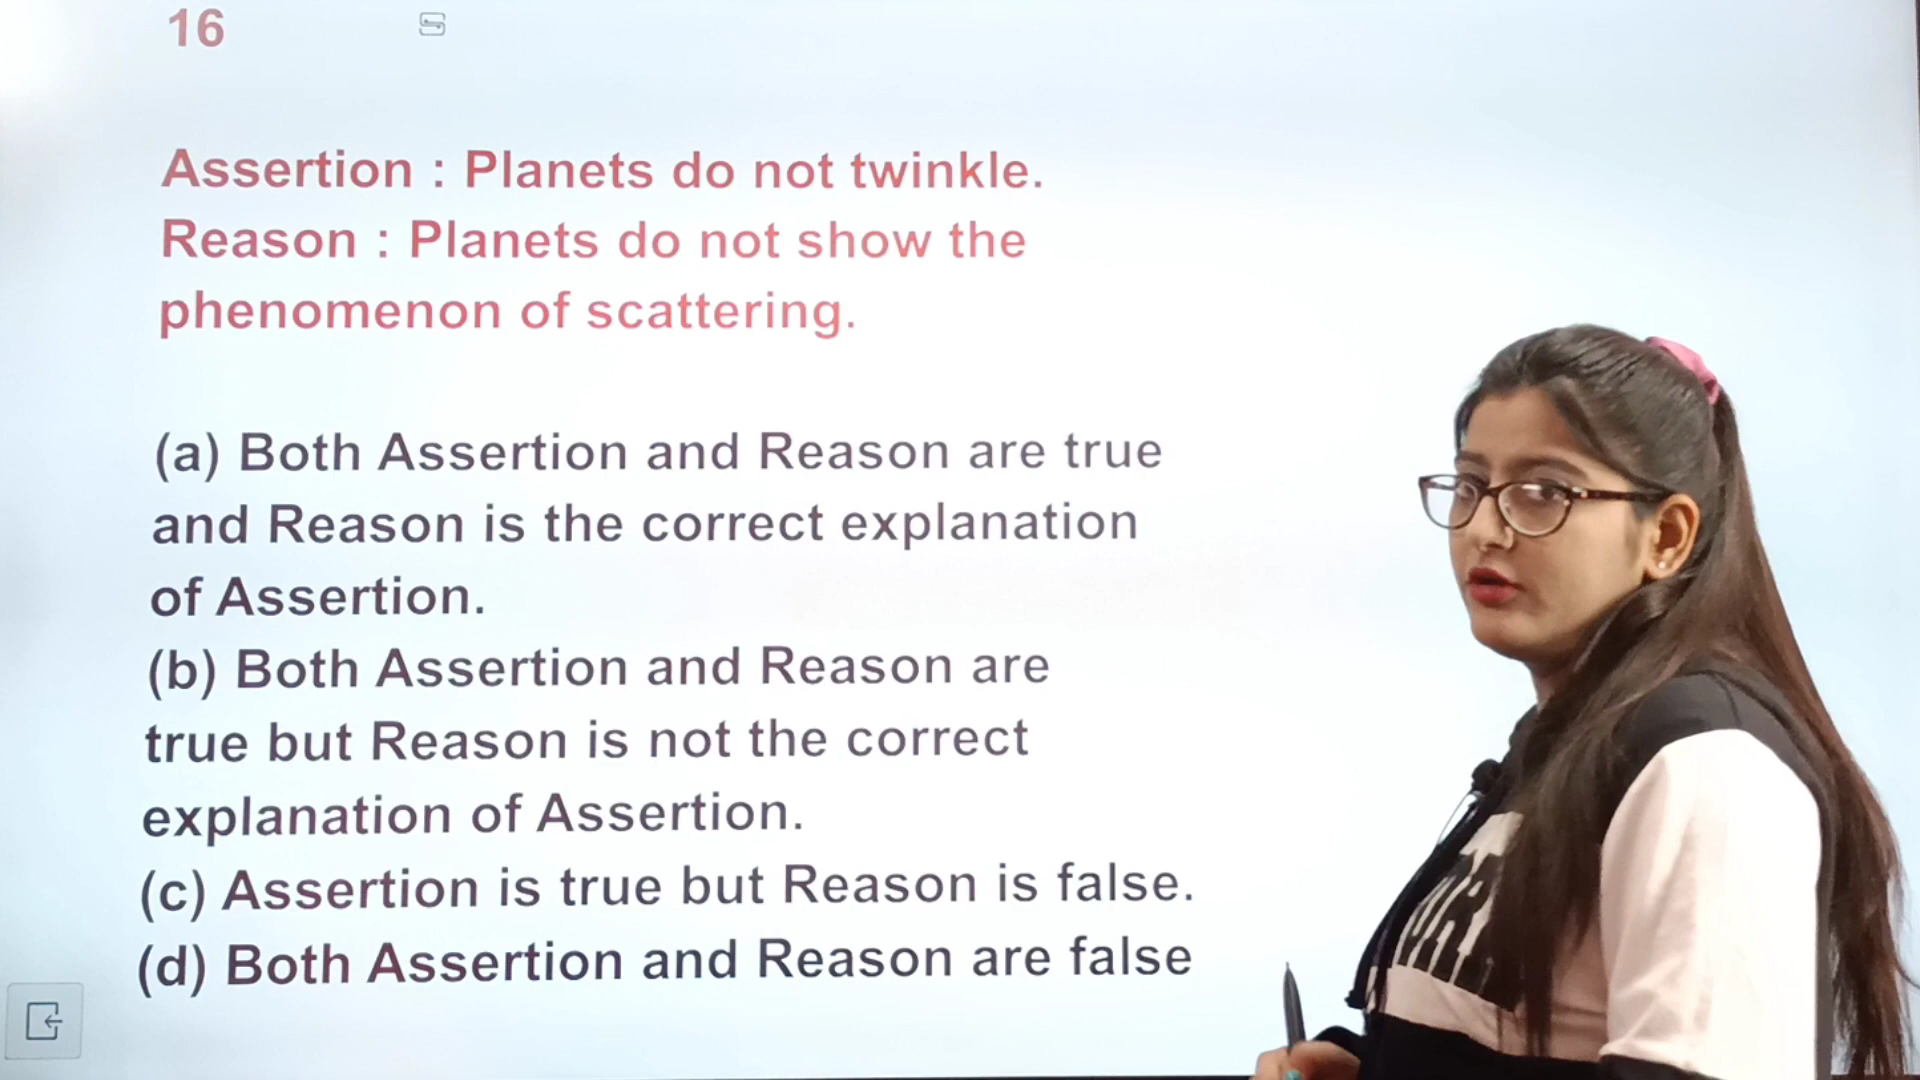 16
Assertion : Planets do not twinkle.
Reason : Planets do not show the
phenomenon of scattering.
(a) Both Assertion and Reason are true
and Reason is the correct explanation
of Assertion.
(b) Both Assertion and Reason are
true but Reason is not the correct
explanation of Assertion.
(c) Assertion is true but Reason is false.
(d) Both Assertion and Reason are false